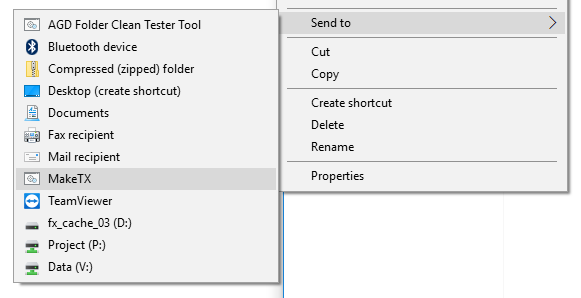 AGD Folder Clean Tester Tool
Bluetooth device
Compressed (zipped) folder
Desktop (create shortcut)
Documents
Fax recipient
Mail recipient
MakeTX
TeamViewer
fx_cache_03 (D:)
Project (P:)
Data (V:)
Send to
Cut
Copy
Create shortcut
Delete
Rename
Properties